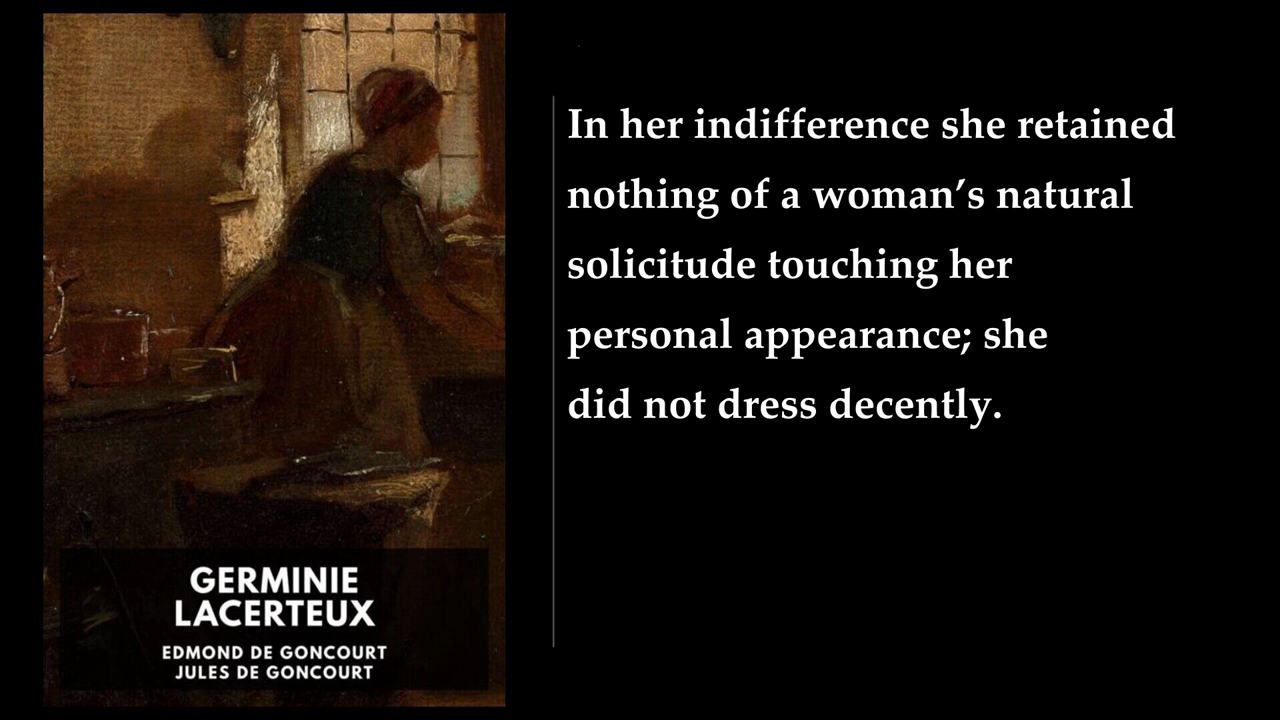 In her indifference she retained
nothing of a woman’s natural
solicitude touching her
personal appearance; she
did not dress decently.
GERMINIE
LACERTEUX
EDMOND DE GONCOURT
JULES DE GONCOURT